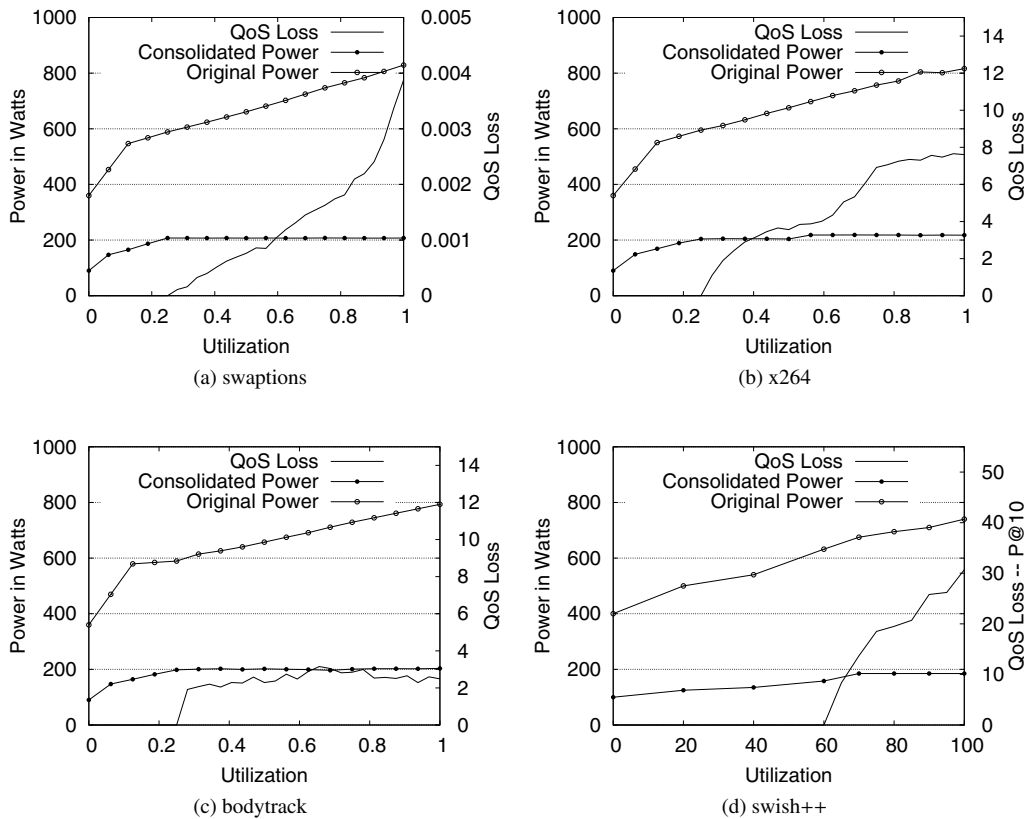 1000
800
600
400
200
0
0.005
0.004
0.003
0.002
0.001
0
0 0.2 0.4 0.6 0.8 1
Power in Watts
QoS Loss
Utilization
QoS Loss
Consolidated Power
Original Power
(a) swaptions
1000
800
600
400
200
0
14
12
10
8
6
4
2
0
0 0.2 0.4 0.6 0.8 1
Power in Watts
QoS Loss
Utilization
QoS Loss
Consolidated Power
Original Power
(b) x264
1000
800
600
400
200
0
14
12
10
8
6
4
2
0
0 0.2 0.4 0.6 0.8 1
Power in Watts
QoS Loss
Utilization
QoS Loss
Consolidated Power
Original Power
(c) bodytrack
1000
800
600
400
200
0
50
40
30
20
10
0
0 20 40 60 80 100
Power in Watts
QoS Loss -- P@10
Utilization
QoS Loss
Consolidated Power
Original Power
(d) swish++